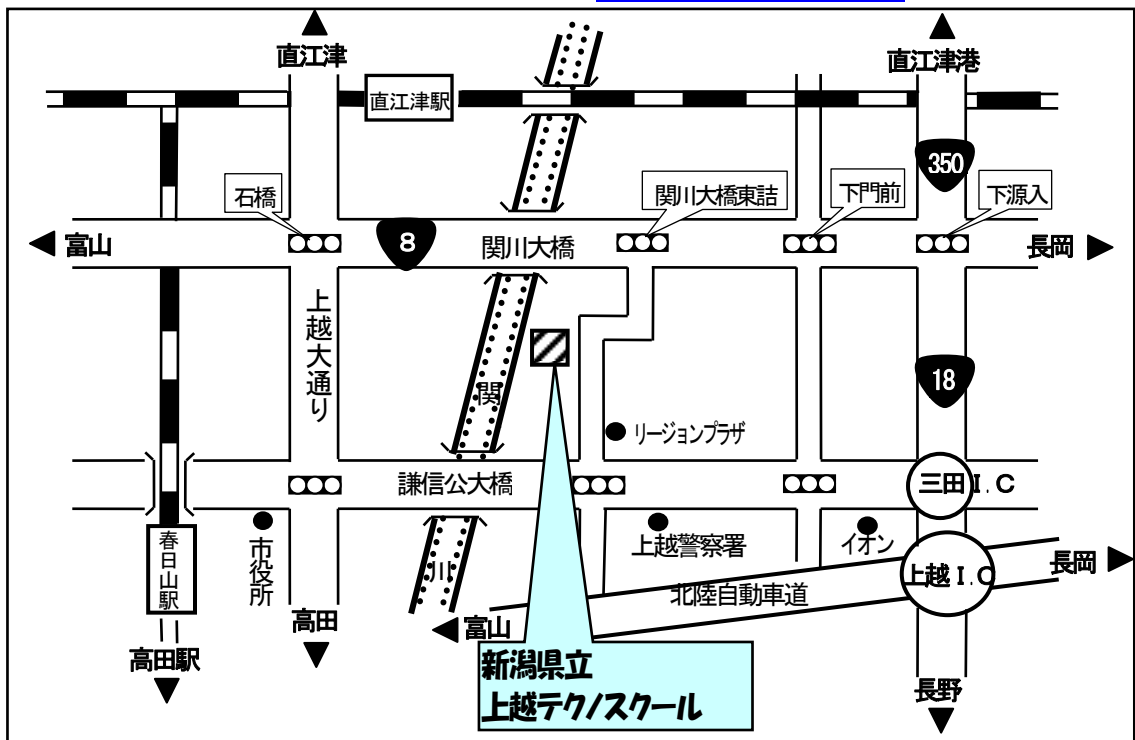 直江津
直江津港
直江津駅
350
石橋
関川大橋東詰
下門前
下源入
富山
8
関川大橋
長岡
上越大通り
関
18
リージョンプラザ
謙信公大橋
三田I.C
春日山駅
市役所
川
上越警察署
イオン
上越I.C
長岡
北陸自動車道
高田
富山
高田駅
新潟県立
上越テクノスクール
長野